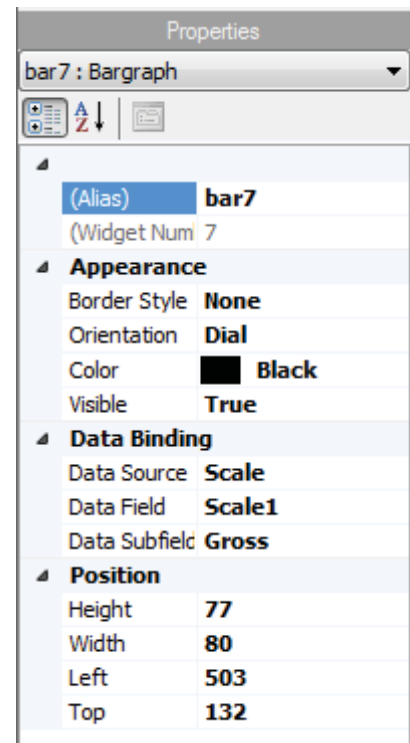 Properties
bar7 : Bargraph
A
Z
(Alias) bar7
(Widget Num 7
Appearance
Border Style None
Orientation Dial
Color Black
Visible True
Data Binding
Data Source Scale
Data Field Scale1
Data Subfield Gross
Position
Height 77
Width 80
Left 503
Top 132